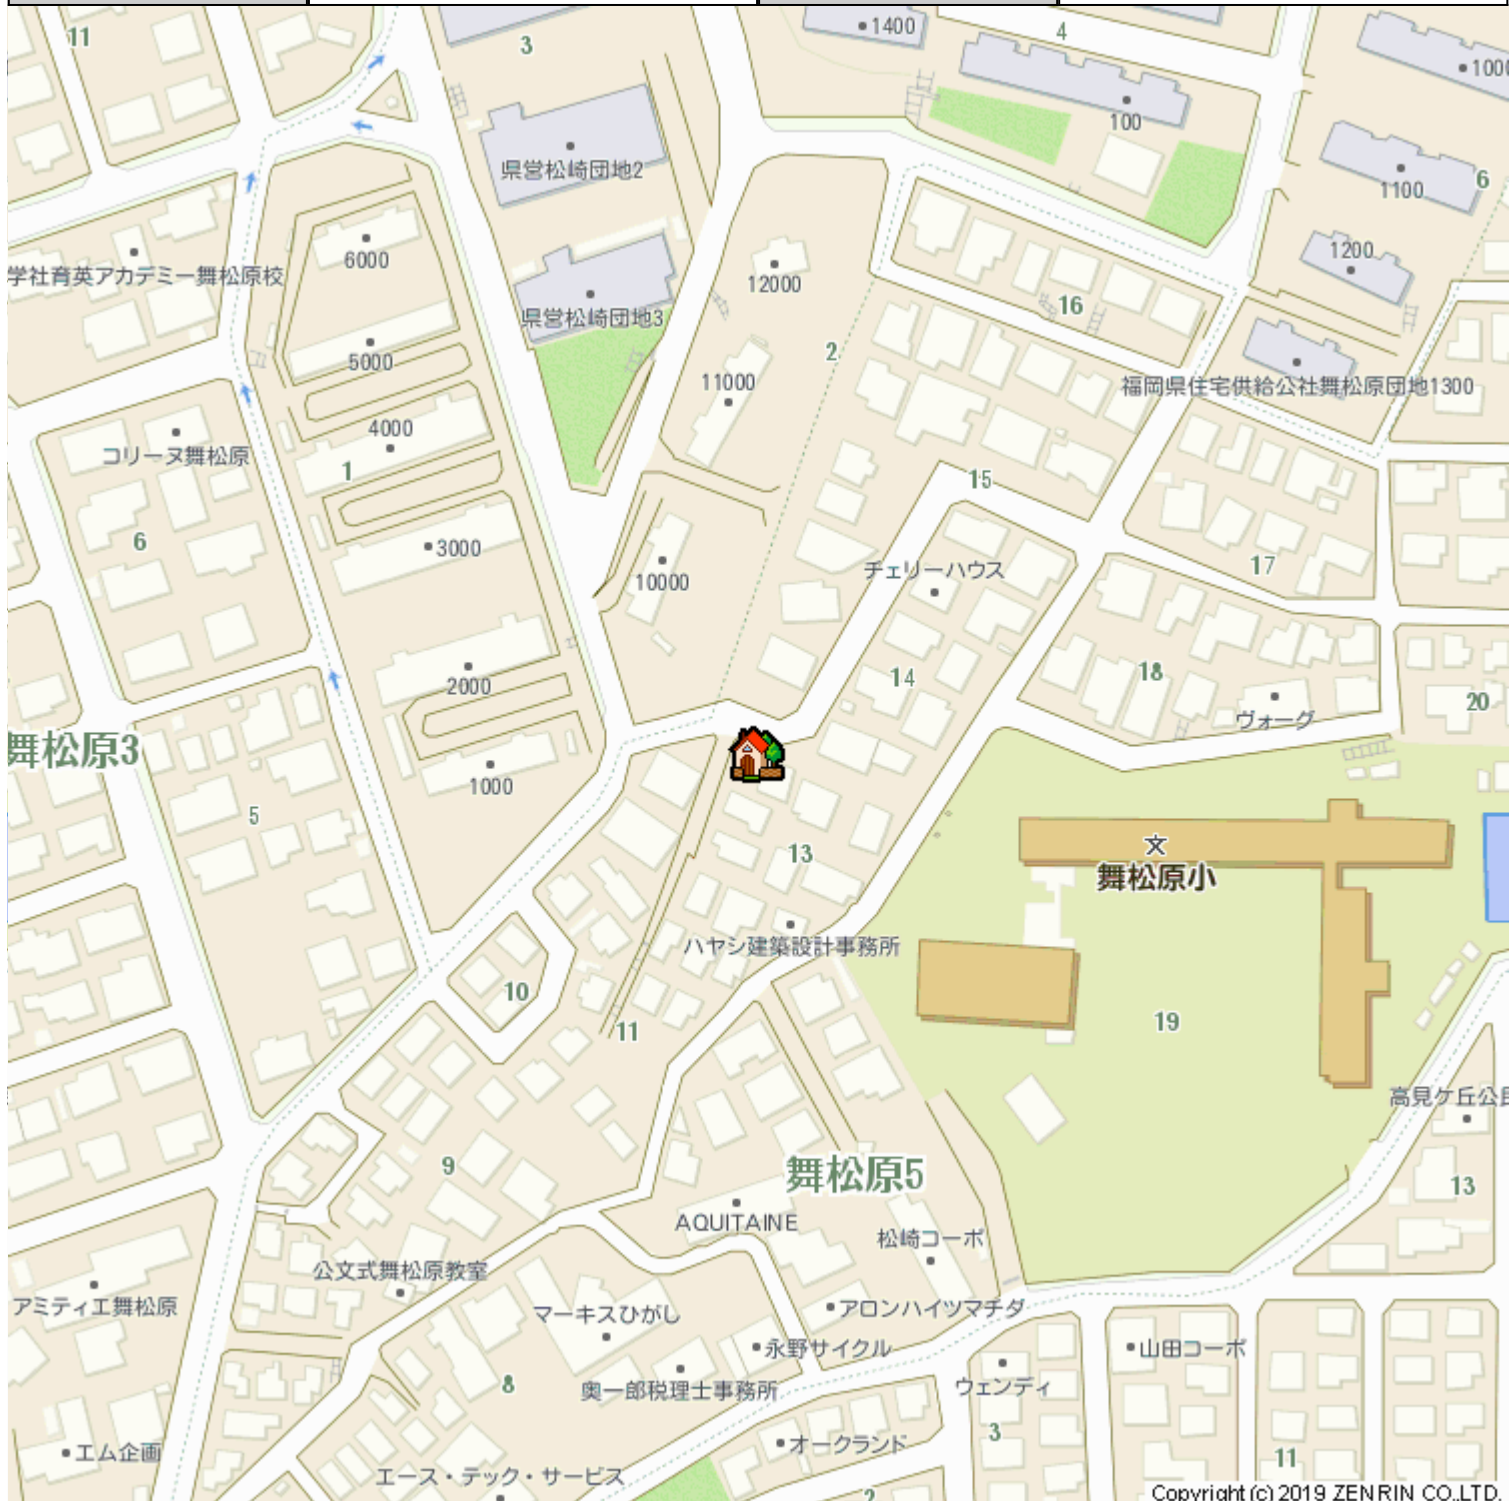 11
3
1400
4
1000
100
県営松崎団地2
1100
6
6000
12000
1200
学社育英アカデミー舞松原校
16
県営松崎団地3
5000
2
11000
福岡県住宅供給公社舞松原団地1300
4000
コリーヌ舞松原
1
15
6
3000
17
チェリーハウス
10000
2000
14
18
20
ヴォーグ
舞松原3
1000
5
13
舞松原小
ハヤシ建築設計事務所
10
11
19
高見ケ丘公民
9
舞松原5
13
AQUITAINE
松崎コーポ
公文式舞松原教室
アミティエ舞松原
マーキスひがし
アロンハイツマチダ
永野サイクル
山田コーポ
8
奥一郎税理士事務所
ウェンディ
3
エム企画
オークランド
11
エース・テック・サービス
2
Copyright (c) 2019 ZENRIN CO.,LTD.